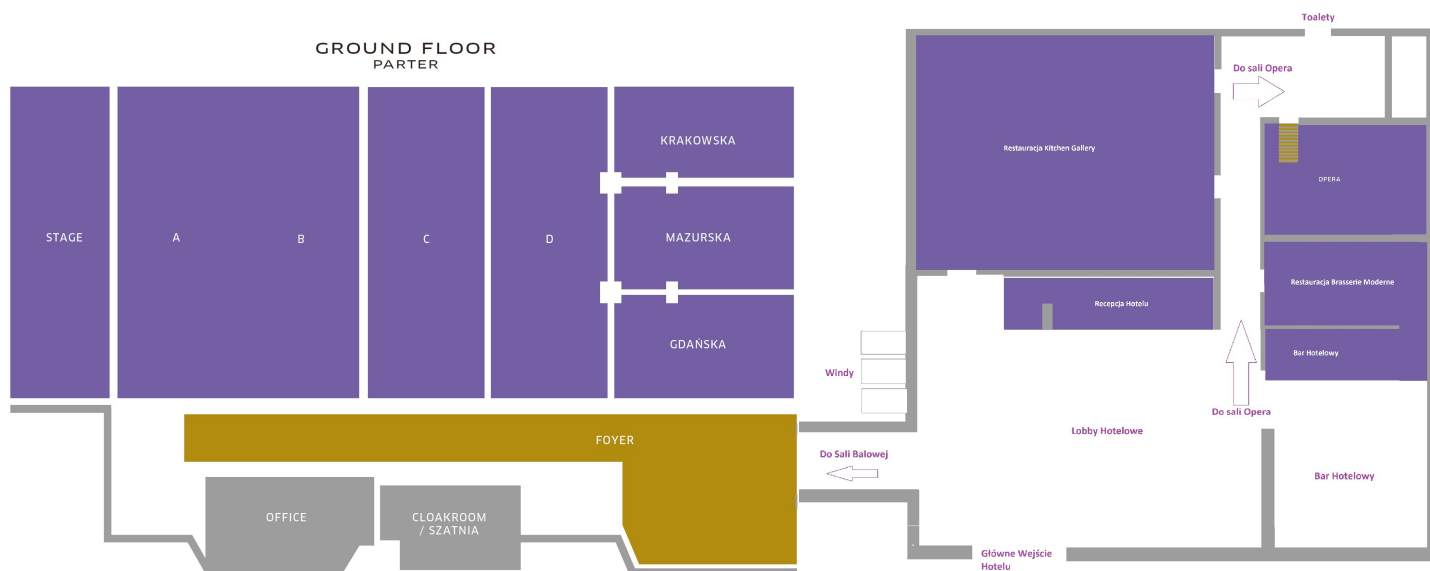 GROUND FLOOR
PARTER
STAGE
A
B
C
D
KRAKOWSKA
MAZURSKA
GDAŃSKA
FOYER
OFFICE
CLOAKROOM
/ SZATNIA
Toalety
Do sali Opera
Restauracja Kitchen Gallery
OPERA
Restauracja Brasserie Moderne
Recepcja Hotelu
Bar Hotelowy
Windy
Do sali Opera
Lobby Hotelowe
Do Sali Balowej
Bar Hotelowy
Główne Wejście
Hotelu